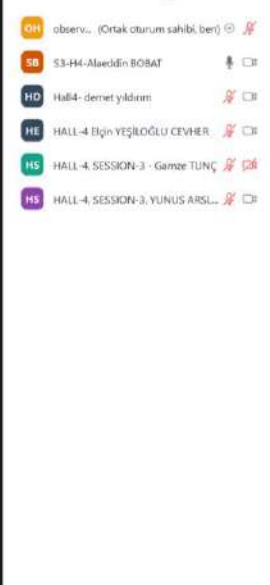 OH observ... (Ortak oturum sahibi, ben)
SB S3-H4-Alaeddin BOBAT
HD Hall4- demet yıldırım
HE HALL-4 Elçin YEŞİLOĞLU CEVHER
HS HALL-4, SESSION-3 - Gamze TUNÇ
HS HALL-4, SESSION-3, YUNUS ARSL...